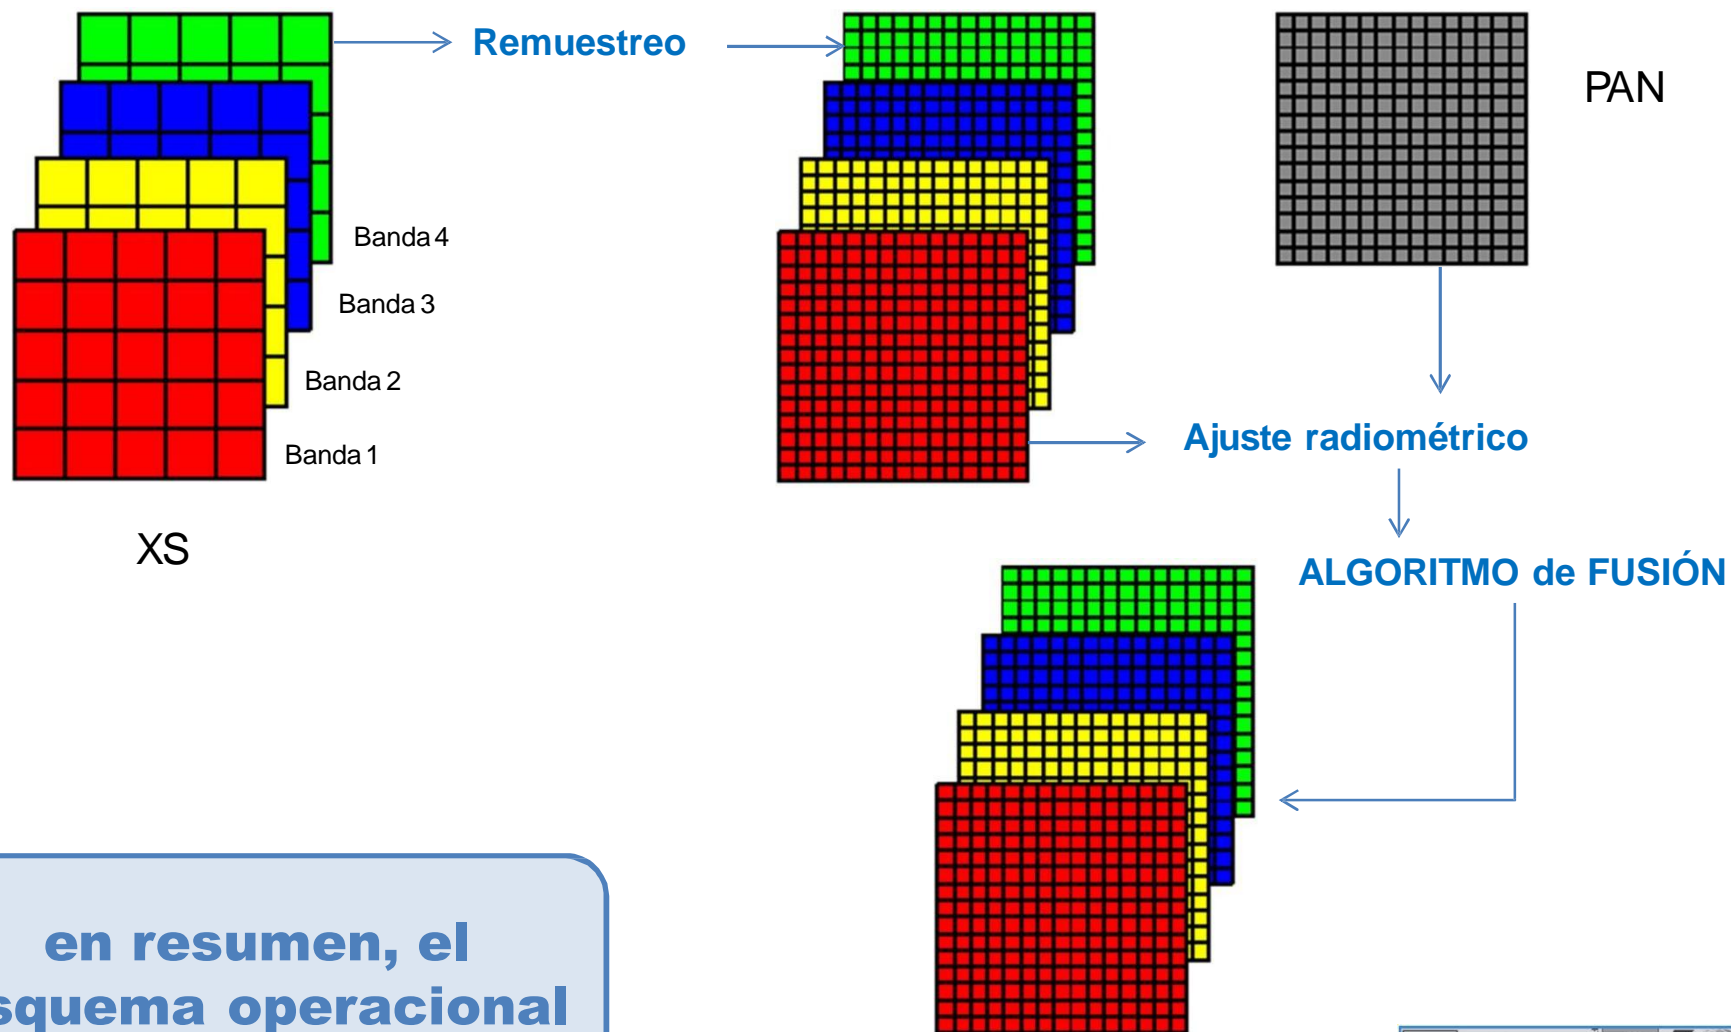 Remuestreo
PAN
Banda 4
Banda 3
Banda 2
Banda 1
XS
Ajuste radiométrico
ALGORITMO de FUSIÓN
en resumen, el
squema operacional